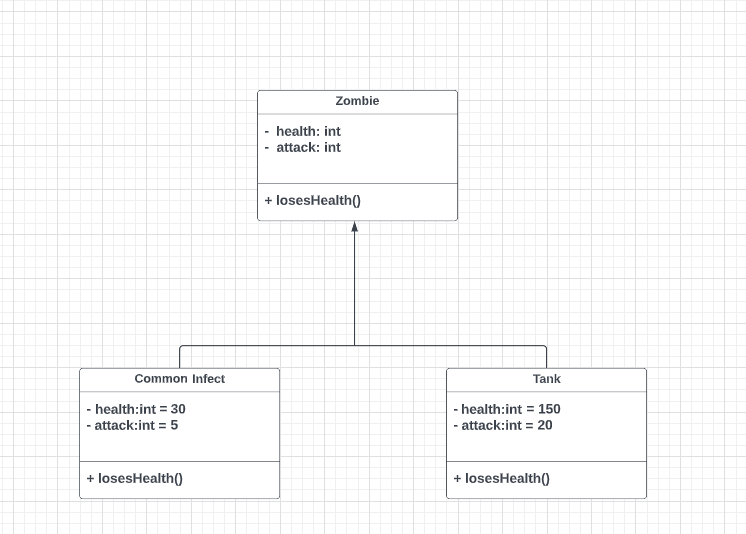 Zombie
- health: int
- attack: int
+ losesHealth()
Common Infect
- health:int = 30
- attack:int = 5
+ losesHealth()
Tank
- health:int = 150
- attack:int = 20
+ losesHealth()